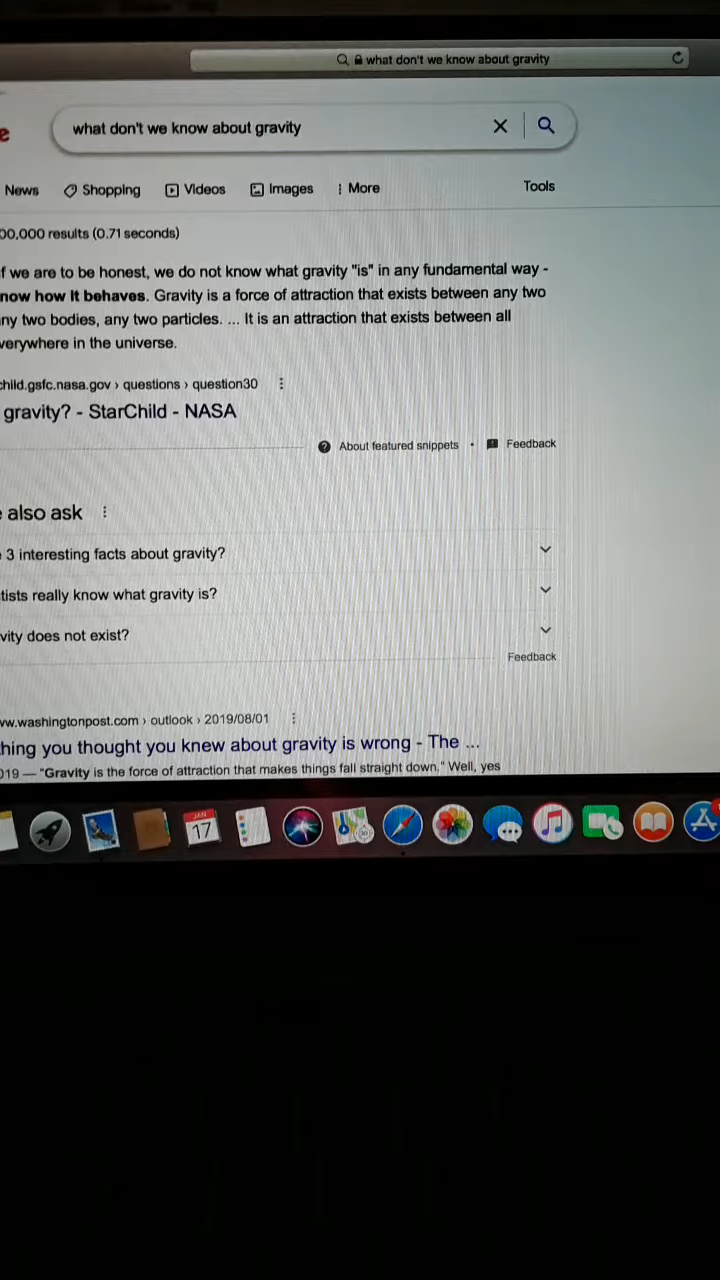 what don't we know about gravity
e
what don't we know about gravity
News Shopping Videos Images More Tools
00,000 results (0.71 seconds)
f we are to be honest, we do not know what gravity "is" in any fundamental way -
now how it behaves. Gravity is a force of attraction that exists between any two
ny two bodies, any two particles. ... It is an attraction that exists between all
verywhere in the universe.
child.gsfc.nasa.gov › questions › question30
gravity? - StarChild - NASA
About featured snippets • Feedback
e also ask
e 3 interesting facts about gravity?
tists really know what gravity is?
vity does not exist?
Feedback
ww.washingtonpost.com › outlook › 2019/08/01
hing you thought you knew about gravity is wrong - The ...
019 — "Gravity is the force of attraction that makes things fall straight down." Well, yes
JAN
17